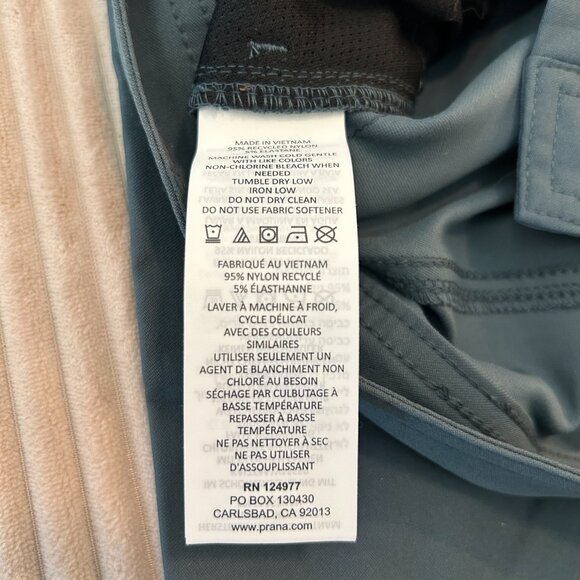 MADE IN VIETNAM
95% RECYCLED NYLON
5% ELASTANE
MACHINE WASH COLD GENTLE
WITH LIKE COLORS
NON-CHLORINE BLEACH WHEN
NEEDED
TUMBLE DRY LOW
IRON LOW
DO NOT DRY CLEAN
DO NOT USE FABRIC SOFTENER
FABRIQUÉ AU VIETNAM
95% NYLON RECYCLÉ
5% ÉLASTHANNE
LAVER À MACHINE À FROID,
CYCLE DÉLICAT
AVEC DES COULEURS
SIMILAIRES
UTILISER SEULEMENT UN
AGENT DE BLANCHIMENT NON
CHLORÉ AU BESOIN
SÉCHAGE PAR CULBUTAGE À
BASSE TEMPÉRATURE
REPASSER À BASSE
TEMPÉRATURE
NE PAS NETTOYER À SEC
NE PAS UTILISER
D'ASSOUPLISSANT
RN 124977
PO BOX 130430
CARLSBAD, CA 92013
www.prana.com